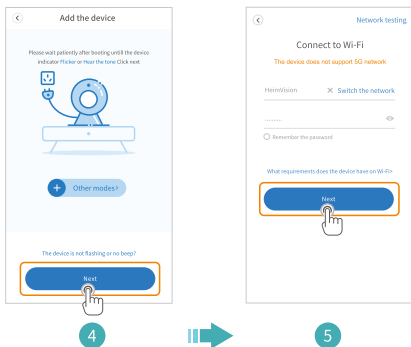 Add the device
Please wait patiently after booting untill the device
indicator Flicker or Hear the tone Click next
Other modes>
The device is not flashing or no beep?
Next
4
Network testing
Connect to Wi-Fi
The device does not support 5G network
HeimVision
Switch the network
Remember the password
What requirements does the device have on Wi-Fi>
Next
5